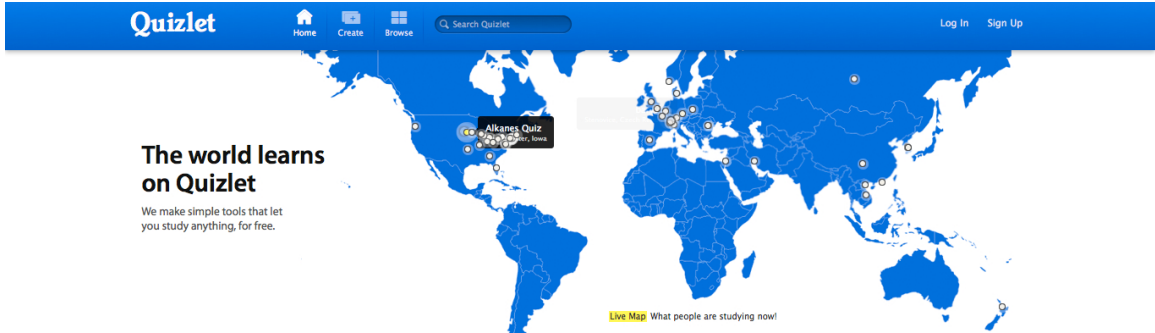 Quizlet
Home Create Browse
Search Quizlet
Log In Sign Up
Alkanes Quiz
Iowa
The world learns
on Quizlet
We make simple tools that let
you study anything, for free.
Live Map What people are studying now!